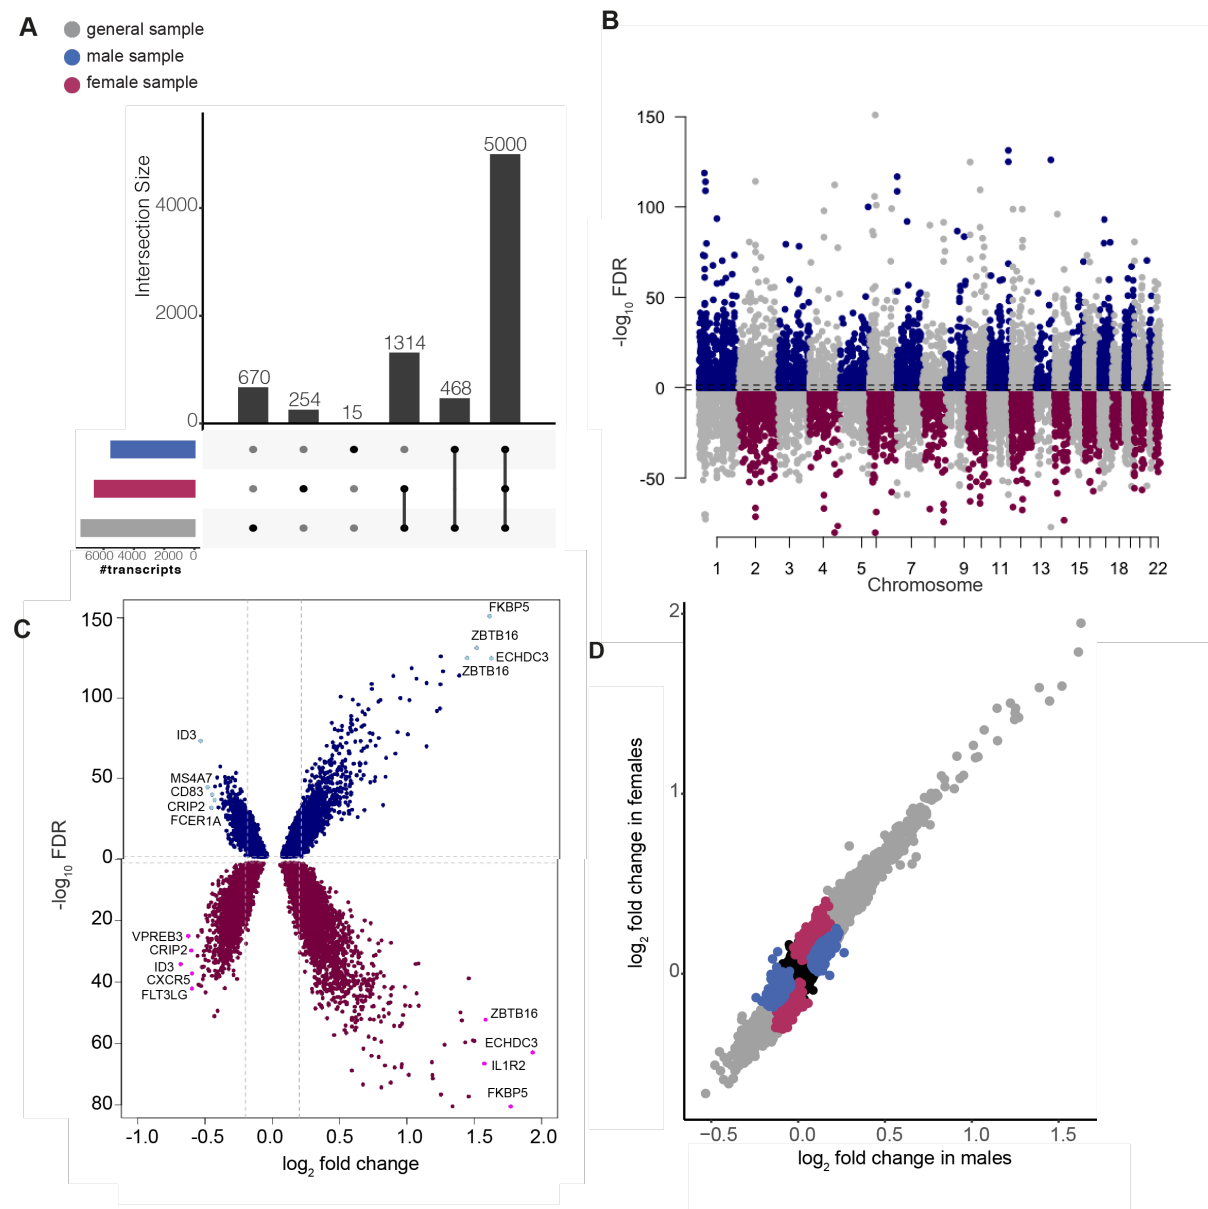 A
general sample
male sample
female sample
Intersection Size
4000
2000
0
670
254
15
1314
468
5000
6000 4000 2000 0
#transcripts
B
-log10 FDR
150
100
50
0
-50
1 2 3 4 5 6 7 9 11 13 15 18 22
Chromosome
C
-log10 FDR
150
100
50
0
20
40
60
80
FKBP5
ZBTB16
ECHDC3
ZBTB16
ID3
MS4A7
CD83
CRIP2
FCER1A
VPREB3
CRIP2
ID3
CXCR5
FLT3LG
ZBTB16
ECHDC3
IL1R2
FKBP5
-1.0 -0.5 0.0 0.5 1.0 1.5 2.0
log2 fold change
D
log2 fold change in females
2
1
0
−0.5 0.0 0.5 1.0 1.5
log2 fold change in males